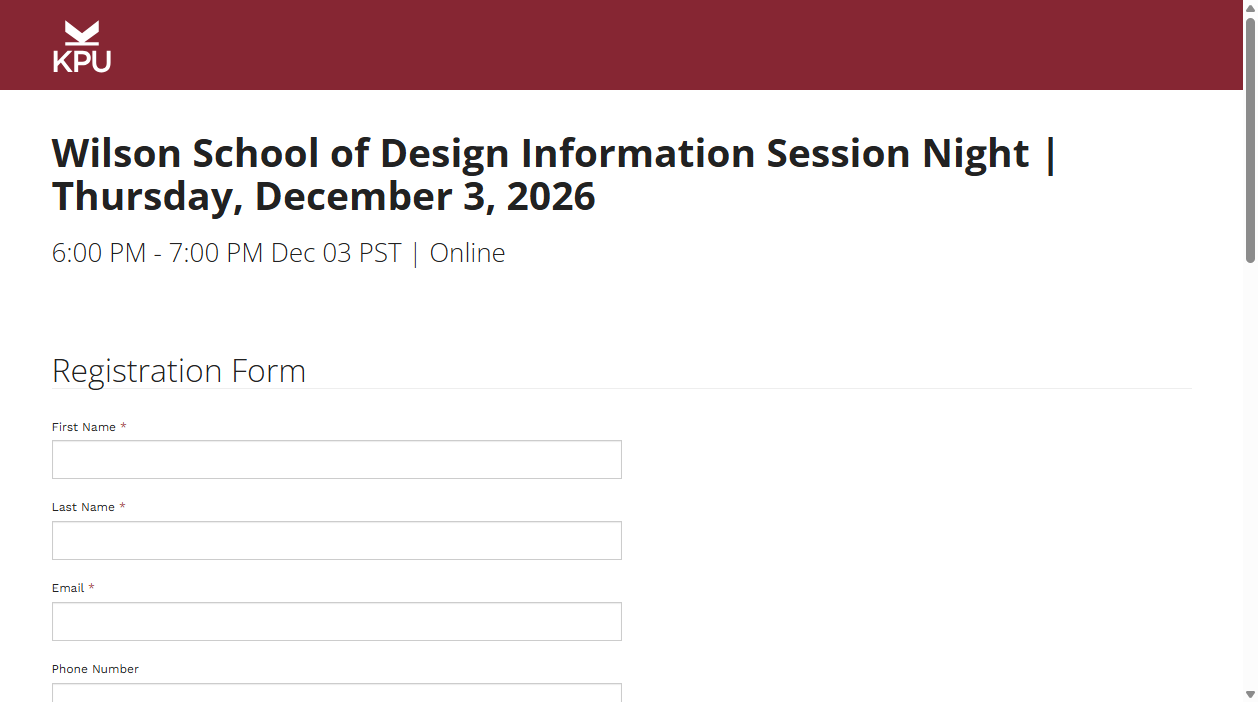 KPU
Wilson School of Design Information Session Night |
Thursday, December 3, 2026
6:00 PM - 7:00 PM Dec 03 PST | Online
Registration Form
First Name *
Last Name *
Email *
Phone Number